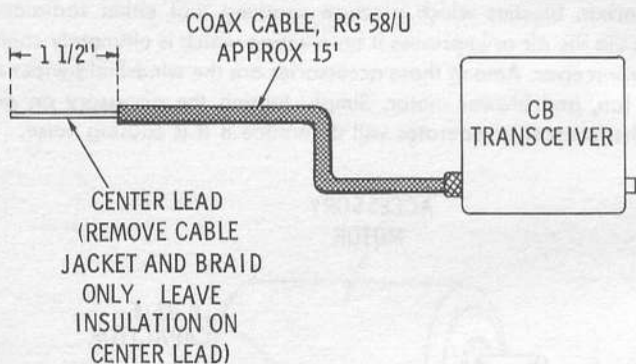 COAX CABLE, RG 58/U
APPROX 15'
1 1/2"
CB
TRANSCEIVER
CENTER LEAD
(REMOVE CABLE
JACKET AND BRAID
ONLY. LEAVE
INSULATION ON
CENTER LEAD)